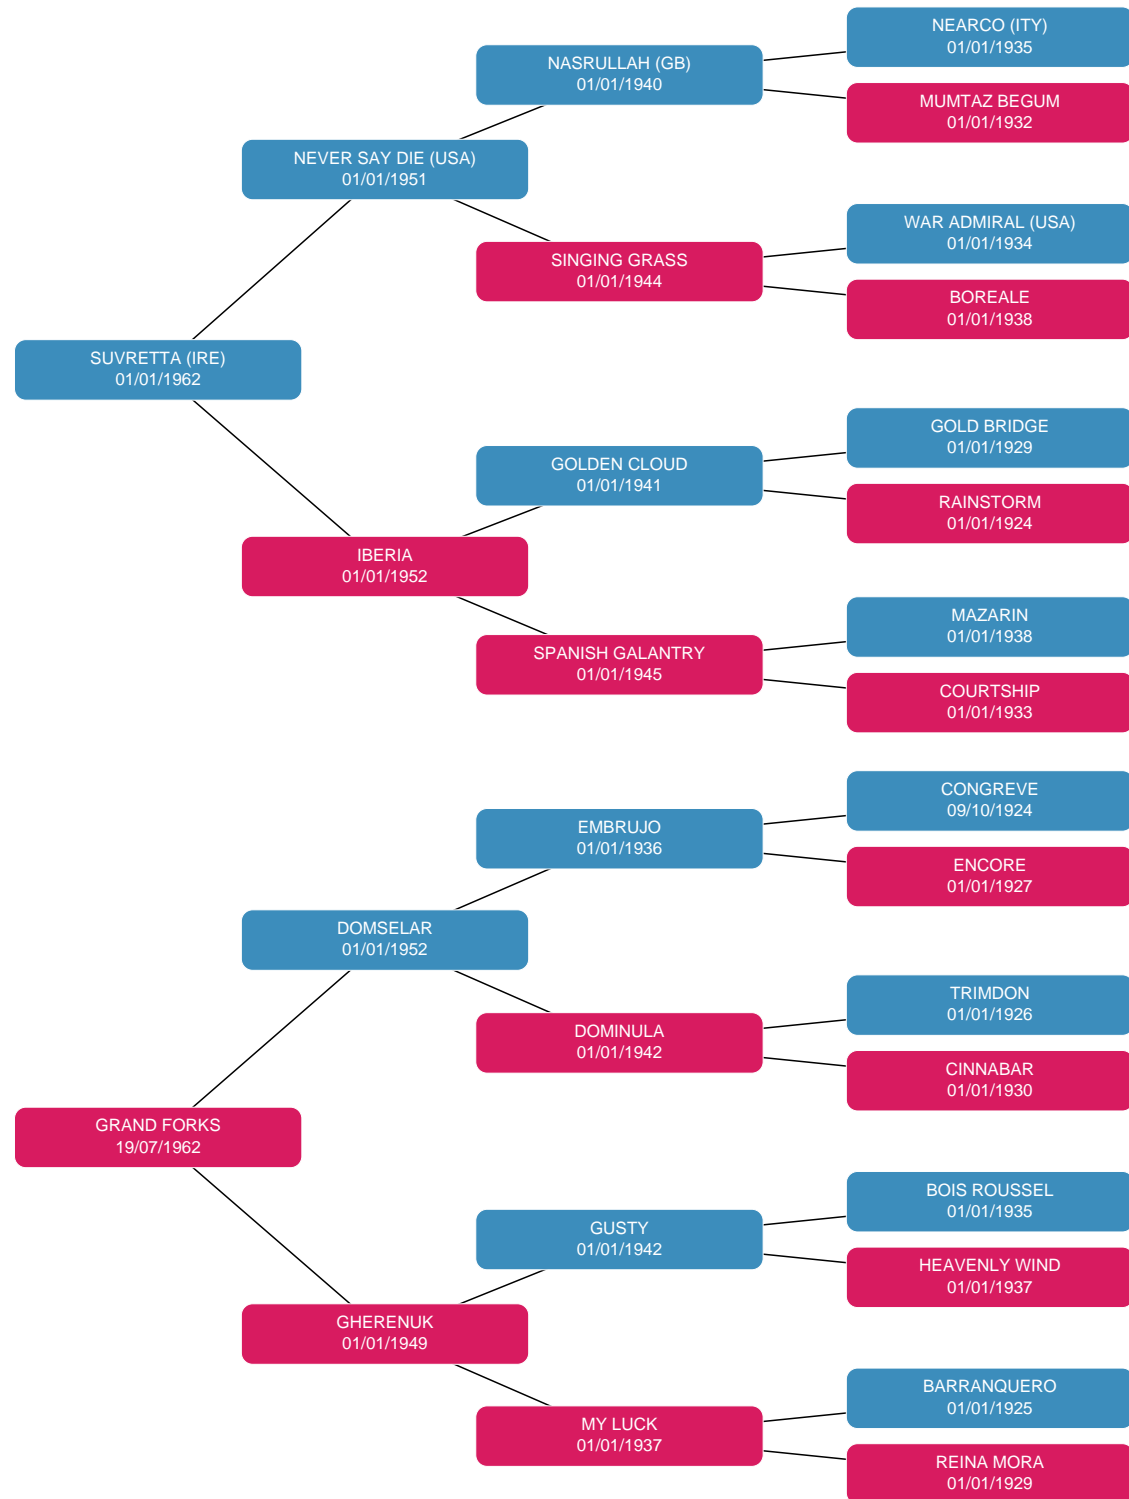 NEARCO (ITY)
01/01/1935
NASRULLAH (GB)
01/01/1940
MUMTAZ BEGUM
01/01/1932
NEVER SAY DIE (USA)
01/01/1951
WAR ADMIRAL (USA)
01/01/1934
SINGING GRASS
01/01/1944
BOREALE
01/01/1938
SUVRETTA (IRE)
01/01/1962
GOLD BRIDGE
01/01/1929
GOLDEN CLOUD
01/01/1941
RAINSTORM
01/01/1924
IBERIA
01/01/1952
MAZARIN
01/01/1938
SPANISH GALANTRY
01/01/1945
COURTSHIP
01/01/1933
CONGREVE
09/10/1924
EMBRUJO
01/01/1936
ENCORE
01/01/1927
DOMSELAR
01/01/1952
TRIMDON
01/01/1926
DOMINULA
01/01/1942
CINNABAR
01/01/1930
GRAND FORKS
19/07/1962
BOIS ROUSSEL
01/01/1935
GUSTY
01/01/1942
HEAVENLY WIND
01/01/1937
GHERENUK
01/01/1949
BARRANQUERO
01/01/1925
MY LUCK
01/01/1937
REINA MORA
01/01/1929